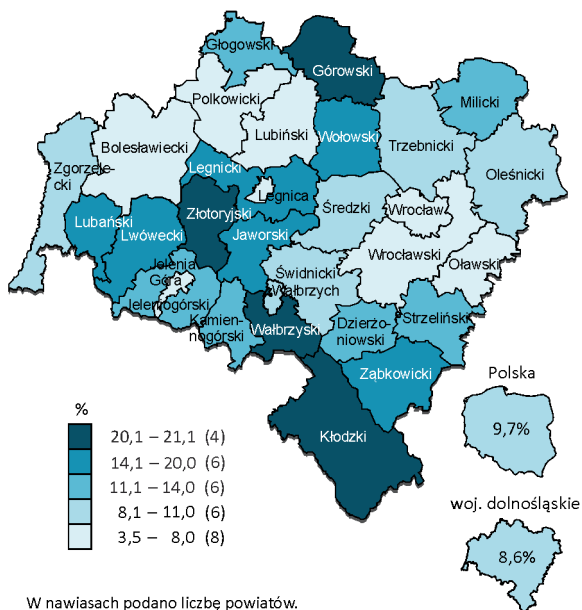 Głogowski
Górowski
Polkowicki
Milicki
Lubiński
Wołowski
Trzebnicki
Bolesławiecki
Zgorzele-
cki
Legnicki
Legnica
Oleśnicki
Lubański
Złotoryjski
Średzki
Wrocław
Lwówecki
Jaworski
Wrocławski
Oławski
Jelenia
Góra
Świdnicki
Wałbrzych
Jeleniogórski
Kamien-
nogórski
Wałbrzyski
Dzierżo-
niowski
Strzeliński
Ząbkowicki
Kłodzki
Polska
9,7%
woj. dolnośląskie
8,6%
%
20,1 – 21,1 (4)
14,1 – 20,0 (6)
11,1 – 14,0 (6)
8,1 – 11,0 (6)
3,5 – 8,0 (8)
W nawiasach podano liczbę powiatów.